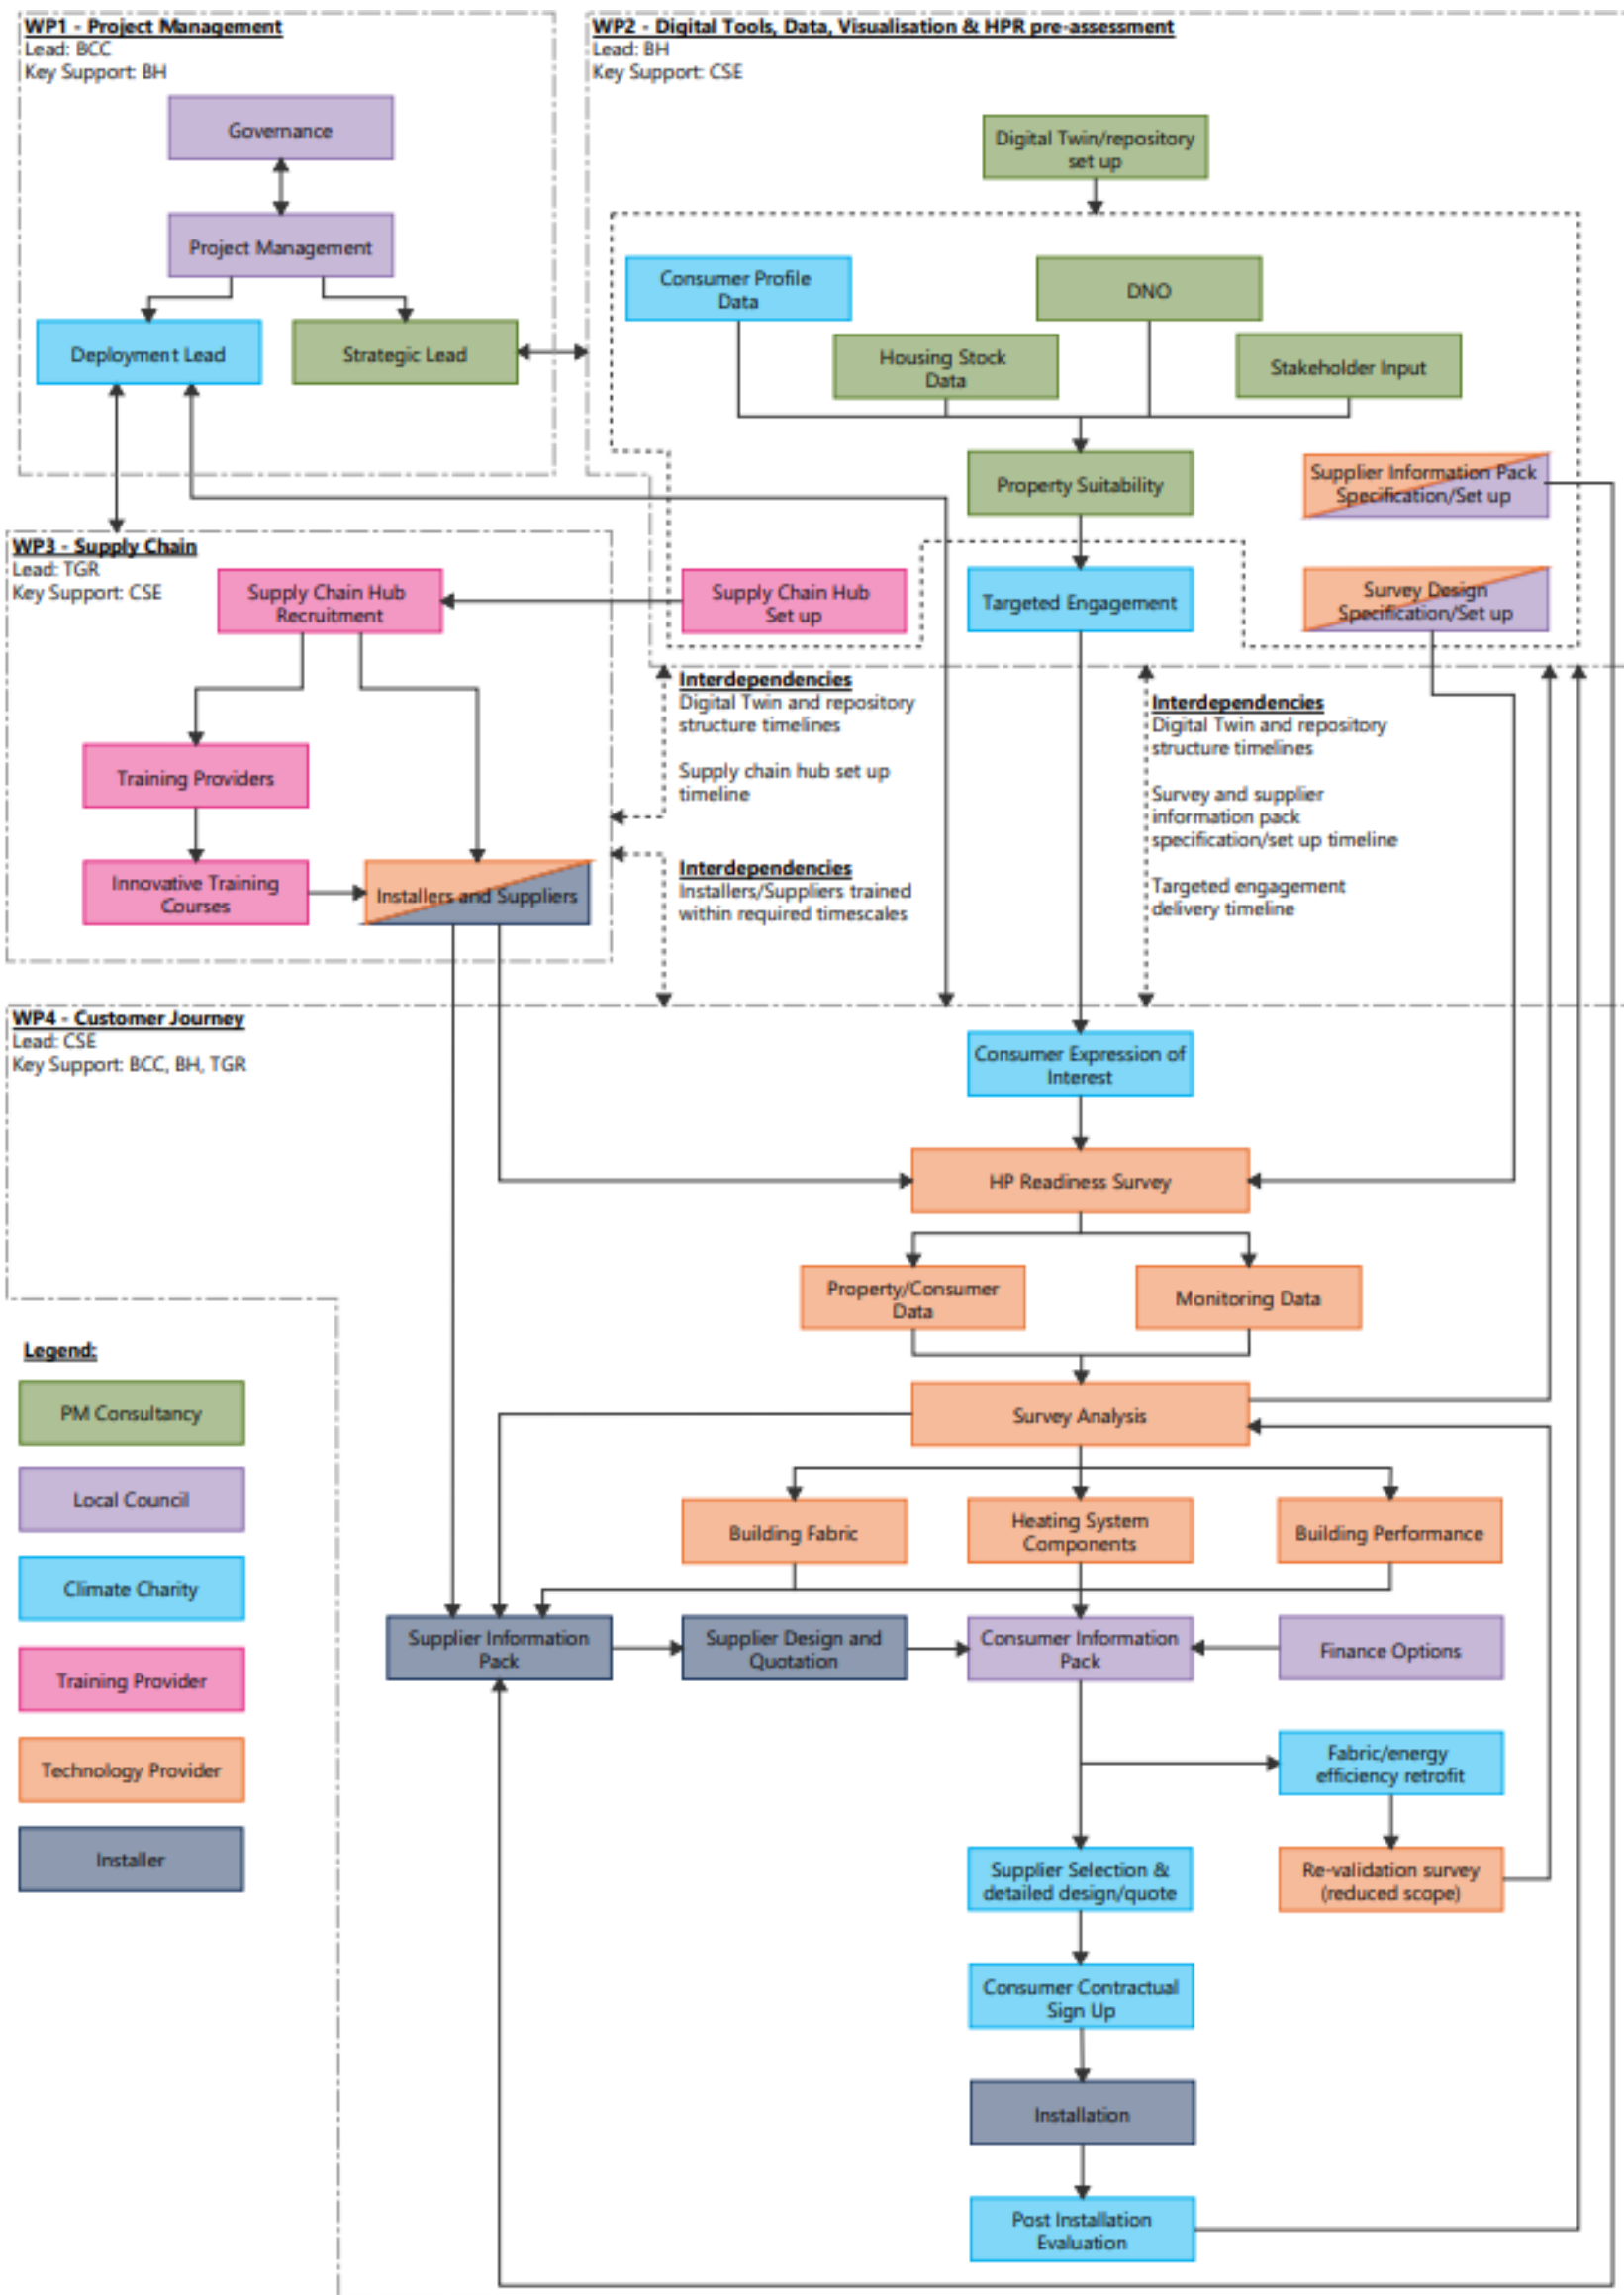 WP1 - Project Management
Lead: BCC
Key Support: BH
Governance
Project Management
Deployment Lead
Strategic Lead
WP2 - Digital Tools, Data, Visualisation & HPR pre-assessment
Lead: BH
Key Support: CSE
Digital Twin/repository
set up
Consumer Profile
Data
DNO
Housing Stock
Data
Stakeholder Input
Property Suitability
Supplier Information Pack
Specification/Set up
Supply Chain Hub
Set up
Targeted Engagement
Survey Design
Specification/Set up
WP3 - Supply Chain
Lead: TGR
Key Support: CSE
Supply Chain Hub
Recruitment
Training Providers
Innovative Training
Courses
Installers and Suppliers
Interdependencies
Digital Twin and repository
structure timelines
Supply chain hub set up
timeline
Interdependencies
Installers/Suppliers trained
within required timescales
Interdependencies
Digital Twin and repository
structure timelines
Survey and supplier
information pack
specification/set up timeline
Targeted engagement
delivery timeline
WP4 - Customer Journey
Lead: CSE
Key Support: BCC, BH, TGR
Consumer Expression of
Interest
HP Readiness Survey
Property/Consumer
Data
Monitoring Data
Survey Analysis
Building Fabric
Heating System
Components
Building Performance
Supplier Information
Pack
Supplier Design and
Quotation
Consumer Information
Pack
Finance Options
Fabric/energy
efficiency retrofit
Supplier Selection &
detailed design/quote
Re-validation survey
(reduced scope)
Consumer Contractual
Sign Up
Installation
Post Installation
Evaluation
Legend:
PM Consultancy
Local Council
Climate Charity
Training Provider
Technology Provider
Installer